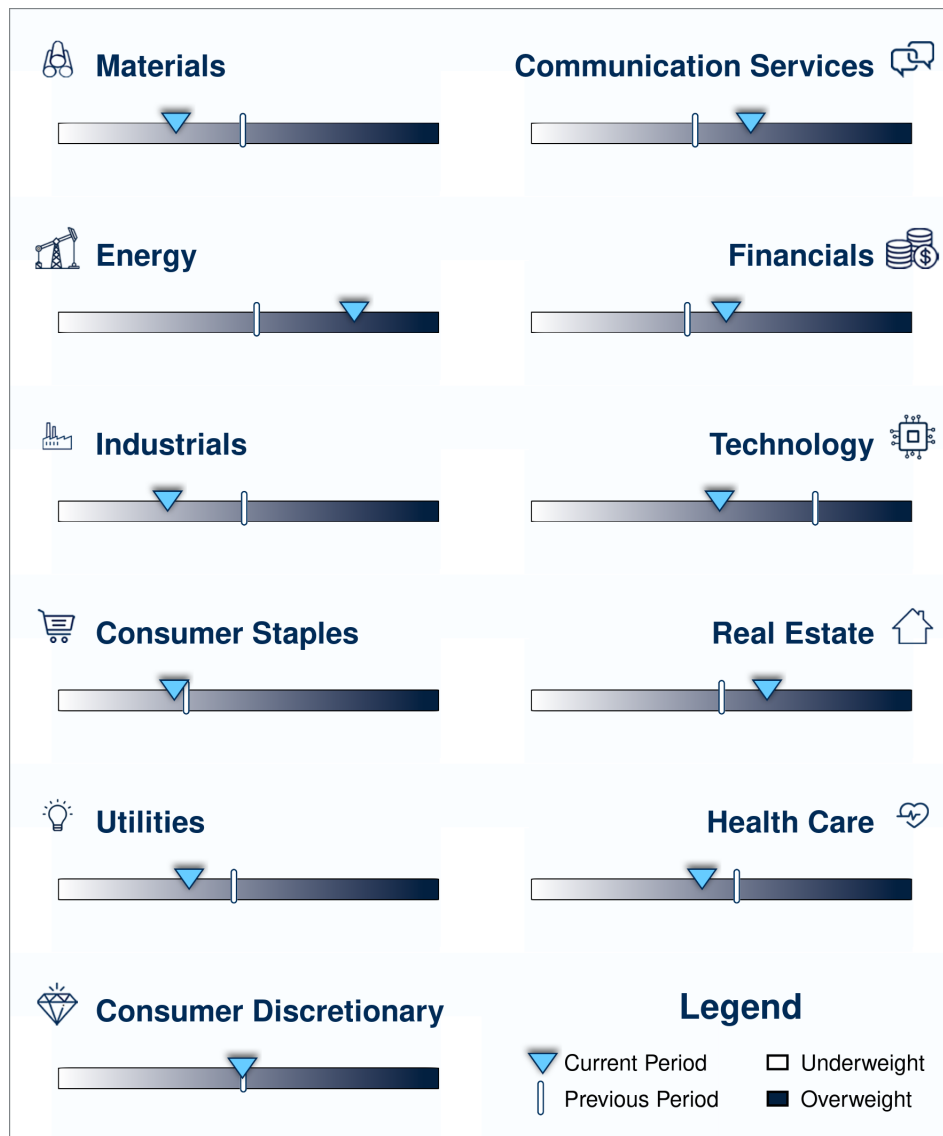 Materials
Communication Services
Energy
Financials
$
Industrials
Technology
Consumer Staples
Real Estate
Utilities
Health Care
Consumer Discretionary
Legend
Current Period
Underweight
Previous Period
Overweight